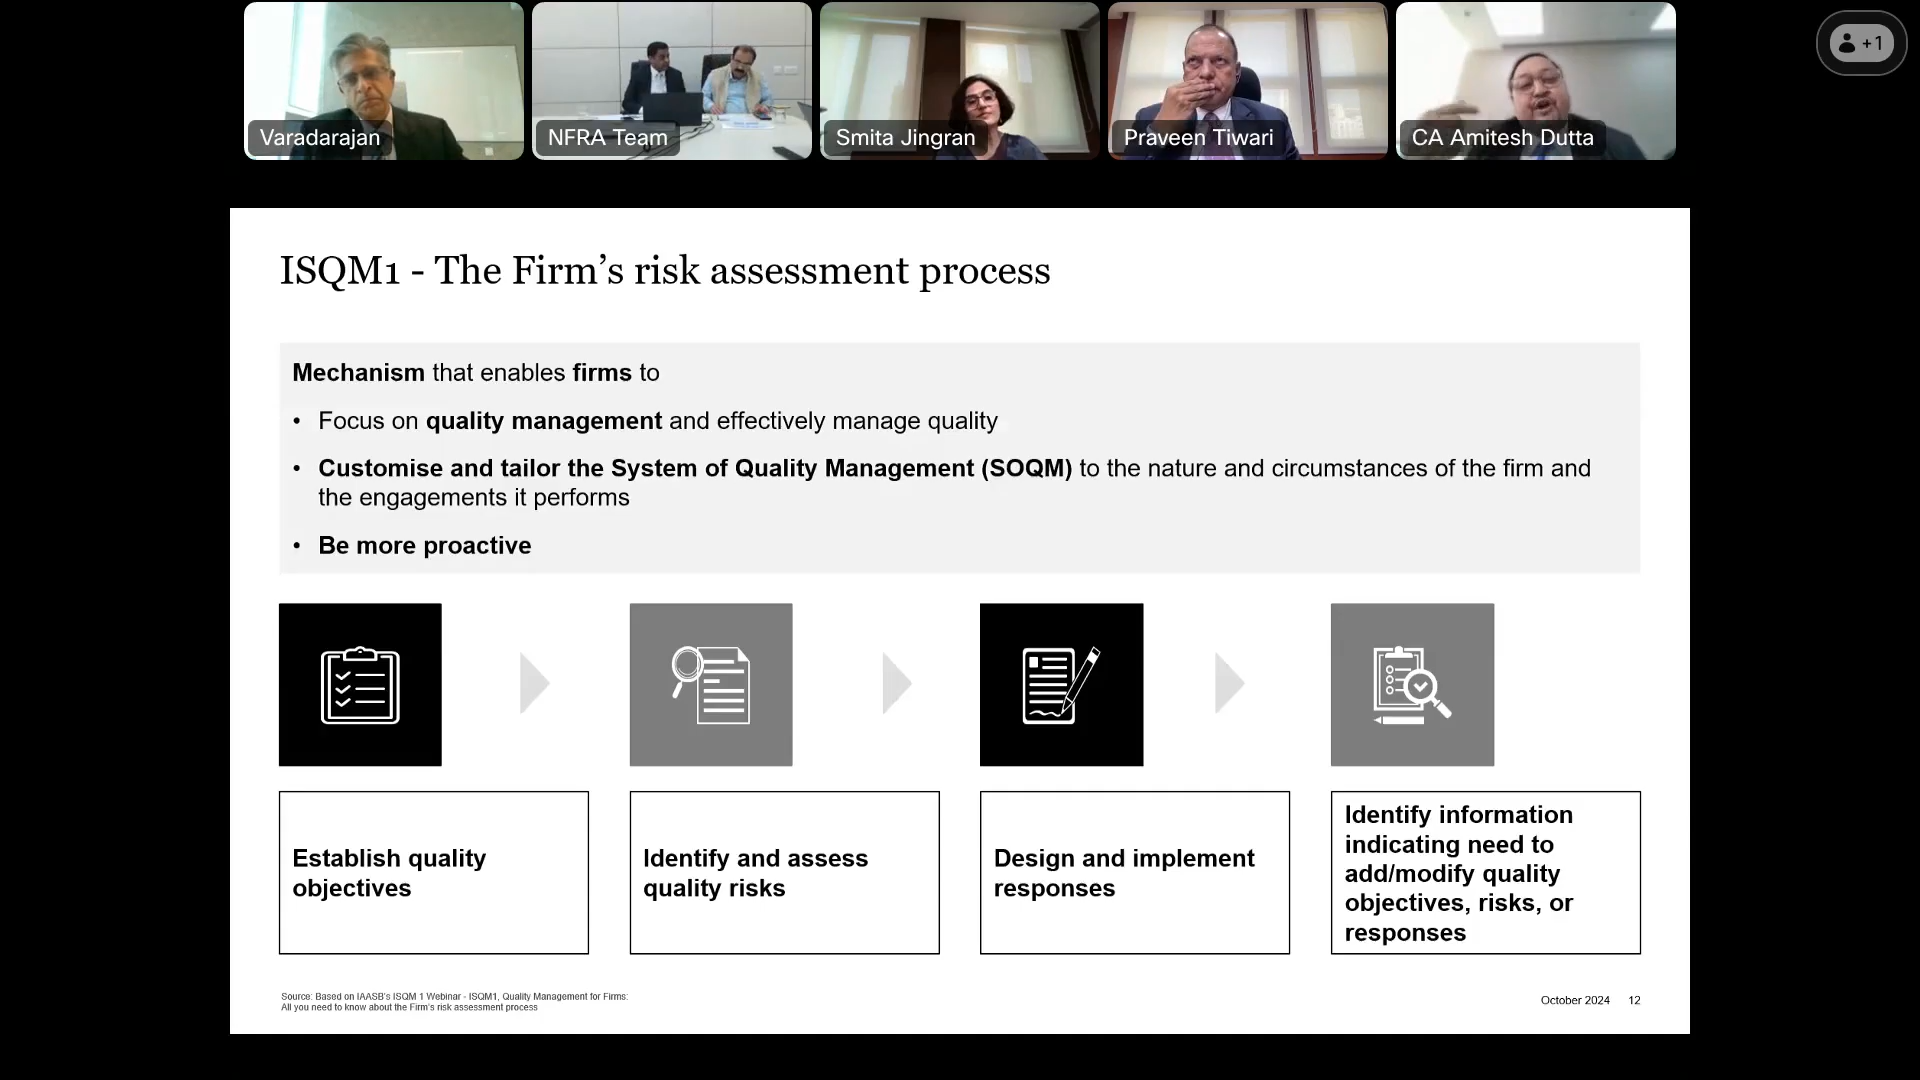 Varadarajan
NFRA Team
Smita Jingran
Praveen Tiwari
CA Amitesh Dutta
+1
ISQM1 - The Firm’s risk assessment process
Mechanism that enables firms to
• Focus on quality management and effectively manage quality
• Customise and tailor the System of Quality Management (SOQM) to the nature and circumstances of the firm and
the engagements it performs
• Be more proactive
Establish quality
objectives
Identify and assess
quality risks
Design and implement
responses
Identify information
indicating need to
add/modify quality
objectives, risks, or
responses
Source: Based on IAASB's ISQM 1 Webinar - ISQM1, Quality Management for Firms:
All you need to know about the Firm's risk assessment process
October 2024 12